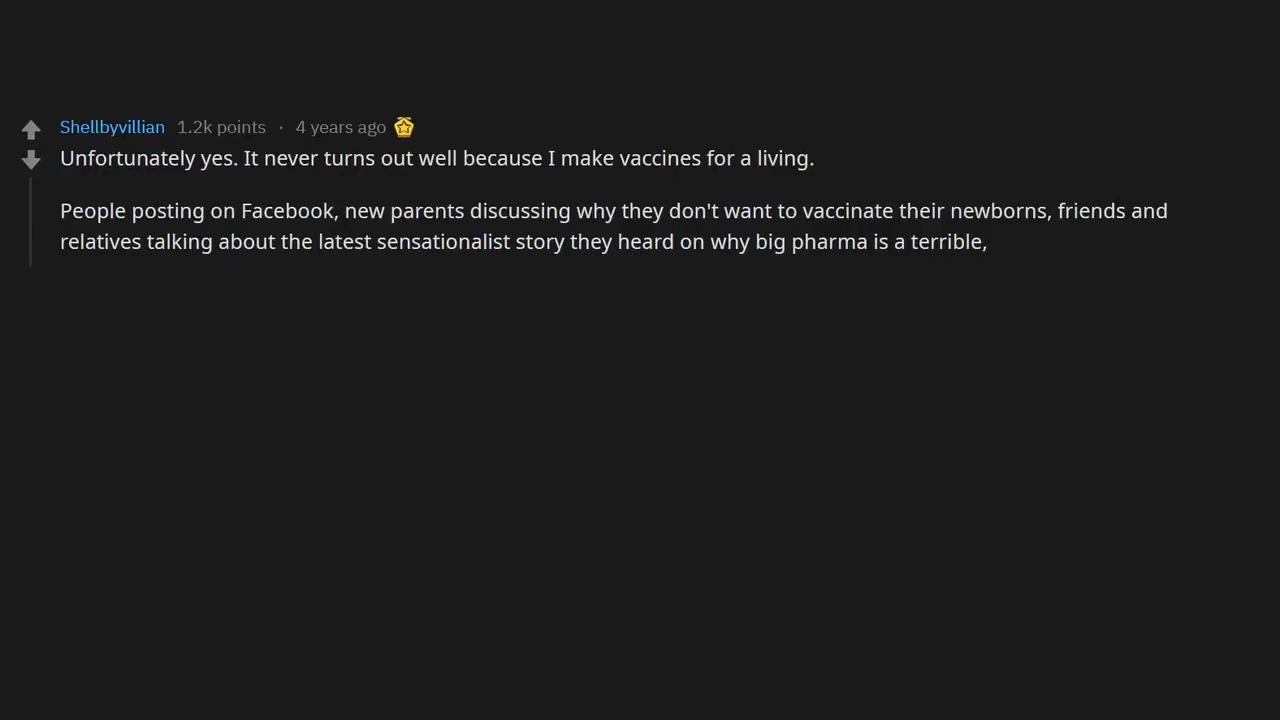 Shellbyvillian 1.2k points · 4 years ago
Unfortunately yes. It never turns out well because I make vaccines for a living.
People posting on Facebook, new parents discussing why they don't want to vaccinate their newborns, friends and
relatives talking about the latest sensationalist story they heard on why big pharma is a terrible,